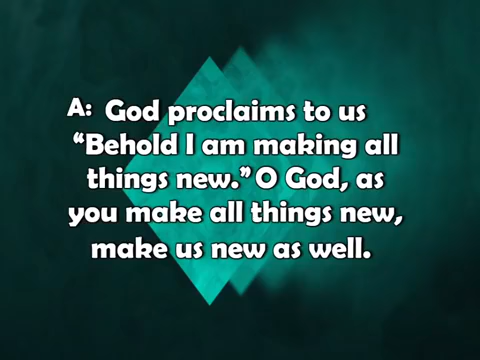 A: God proclaims to us
“Behold I am making all
things new.” O God, as
you make all things new,
make us new as well.